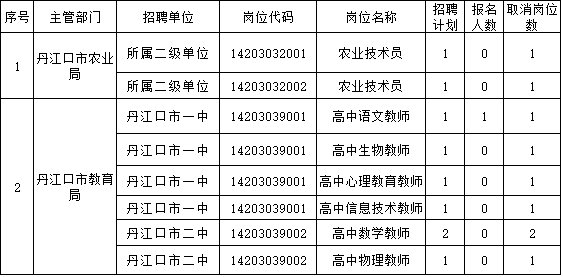 序号 主管部门 招聘单位 岗位代码 岗位名称 招聘计划 报名人数 取消岗位数
1 丹江口市农业局 所属二级单位 14203032001 农业技术员 1 0 1
所属二级单位 14203032002 农业技术员 1 0 1
2 丹江口市教育局 丹江口市一中 14203039001 高中语文教师 1 1 1
丹江口市一中 14203039001 高中生物教师 1 0 1
丹江口市一中 14203039001 高中心理教育教师 1 0 1
丹江口市一中 14203039001 高中信息技术教师 1 0 1
丹江口市二中 14203039002 高中数学教师 2 0 2
丹江口市二中 14203039002 高中物理教师 1 0 1